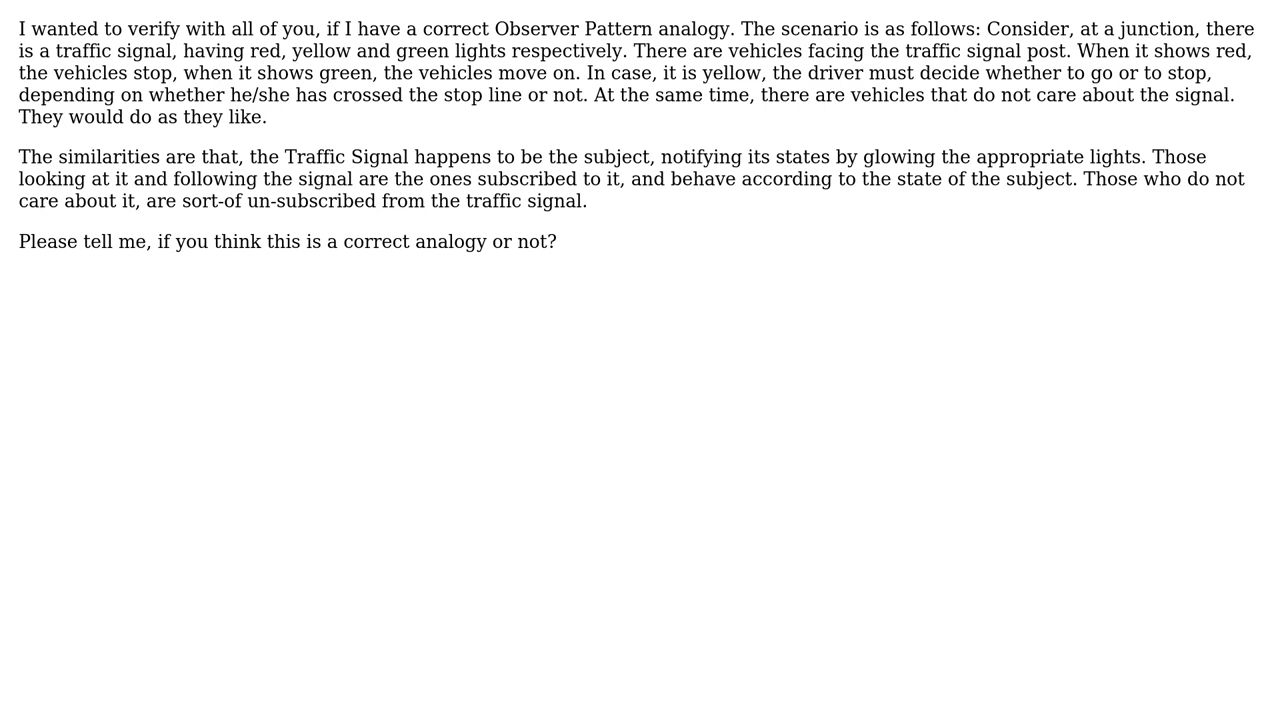 I wanted to verify with all of you, if I have a correct Observer Pattern analogy. The scenario is as follows: Consider, at a junction, there
is a traffic signal, having red, yellow and green lights respectively. There are vehicles facing the traffic signal post. When it shows red,
the vehicles stop, when it shows green, the vehicles move on. In case, it is yellow, the driver must decide whether to go or to stop,
depending on whether he/she has crossed the stop line or not. At the same time, there are vehicles that do not care about the signal.
They would do as they like.
The similarities are that, the Traffic Signal happens to be the subject, notifying its states by glowing the appropriate lights. Those
looking at it and following the signal are the ones subscribed to it, and behave according to the state of the subject. Those who do not
care about it, are sort-of un-subscribed from the traffic signal.
Please tell me, if you think this is a correct analogy or not?